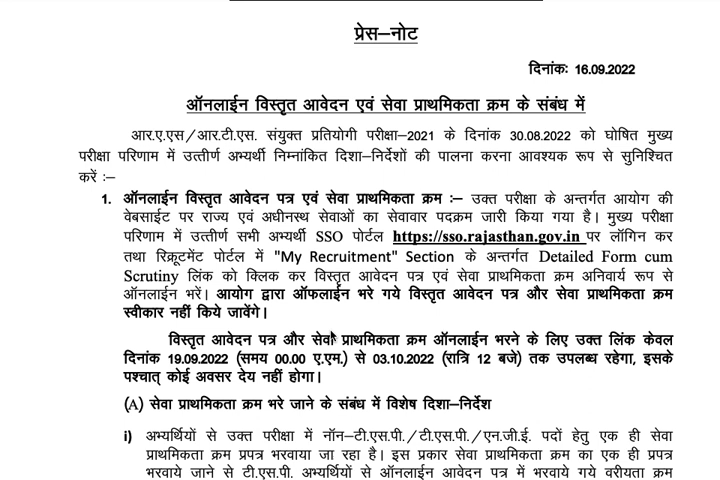 प्रेस–नोट
दिनांकः 16.09.2022
ऑनलाईन विस्तृत आवेदन एवं सेवा प्राथमिकता क्रम के संबंध में
आर.ए.एस/आर.टी.एस. संयुक्त प्रतियोगी परीक्षा–2021 के दिनांक 30.08.2022 को घोषित मुख्य
परीक्षा परिणाम में उत्तीर्ण अभ्यर्थी निम्नांकित दिशा–निर्देशों की पालना करना आवश्यक रूप से सुनिश्चित
करें :–
1. ऑनलाईन विस्तृत आवेदन पत्र एवं सेवा प्राथमिकता क्रम :– उक्त परीक्षा के अन्तर्गत आयोग की
वेबसाईट पर राज्य एवं अधीनस्थ सेवाओं का सेवावार पदक्रम जारी किया गया है। मुख्य परीक्षा
परिणाम में उत्तीर्ण सभी अभ्यर्थी SSO पोर्टल https://sso.rajasthan.gov.in पर लॉगिन कर
तथा रिक्रूटमेंट पोर्टल में "My Recruitment" Section के अन्तर्गत Detailed Form cum
Scrutiny लिंक को क्लिक कर विस्तृत आवेदन पत्र एवं सेवा प्राथमिकता क्रम अनिवार्य रूप से
ऑनलाईन भरें। आयोग द्वारा ऑफलाईन भरे गये विस्तृत आवेदन पत्र और सेवा प्राथमिकता क्रम
स्वीकार नहीं किये जावेंगे।
विस्तृत आवेदन पत्र और सेवा प्राथमिकता क्रम ऑनलाईन भरने के लिए उक्त लिंक केवल
दिनांक 19.09.2022 (समय 00.00 ए.एम.) से 03.10.2022 (रात्रि 12 बजे) तक उपलब्ध रहेगा, इसके
पश्चात् कोई अवसर देय नहीं होगा।
(A) सेवा प्राथमिकता क्रम भरे जाने के संबंध में विशेष दिशा–निर्देश
i) अभ्यर्थियों से उक्त परीक्षा में नॉन–टी.एस.पी./टी.एस.पी./एन.जी.ई. पदों हेतु एक ही सेवा
प्राथमिकता क्रम प्रपत्र भरवाया जा रहा है। इस प्रकार सेवा प्राथमिकता क्रम का एक ही प्रपत्र
भरवाये जाने से टी.एस.पी. अभ्यर्थियों से ऑनलाईन आवेदन पत्र में भरवाये गये वरीयता क्रम